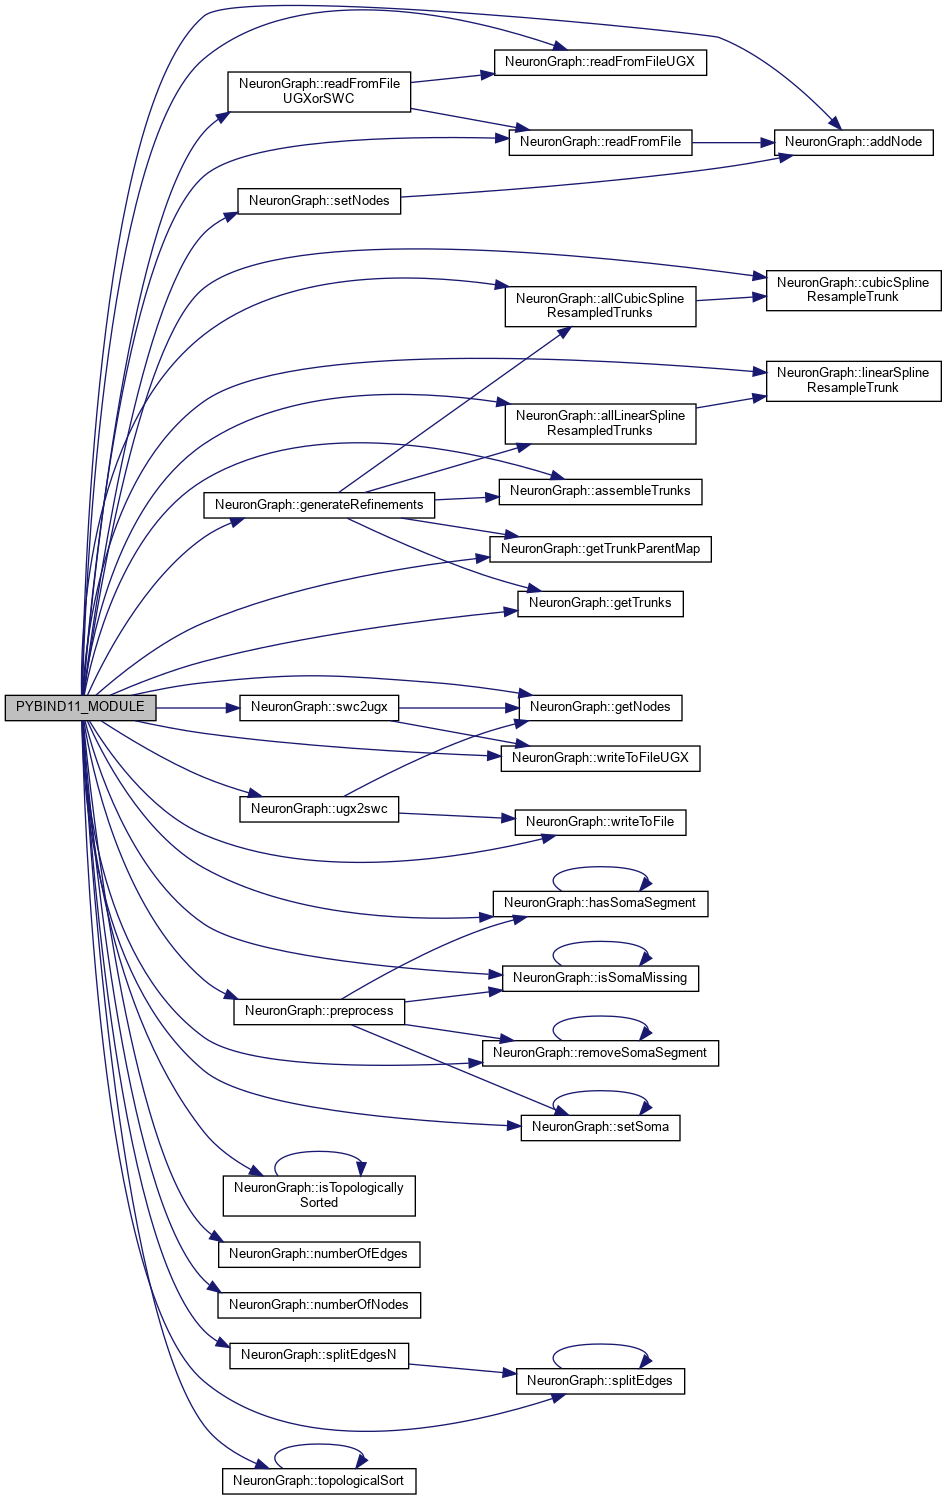 NeuronGraph::readFromFileUGX
NeuronGraph::readFromFile
UGXorSWC
NeuronGraph::readFromFile
NeuronGraph::addNode
NeuronGraph::setNodes
NeuronGraph::cubicSpline
ResampleTrunk
NeuronGraph::allCubicSpline
ResampledTrunks
NeuronGraph::linearSpline
ResampleTrunk
NeuronGraph::allLinearSpline
ResampledTrunks
NeuronGraph::assembleTrunks
NeuronGraph::generateRefinements
NeuronGraph::getTrunkParentMap
NeuronGraph::getTrunks
PYBIND11_MODULE
NeuronGraph::swc2ugx
NeuronGraph::getNodes
NeuronGraph::writeToFileUGX
NeuronGraph::ugx2swc
NeuronGraph::writeToFile
NeuronGraph::hasSomaSegment
NeuronGraph::isSomaMissing
NeuronGraph::preprocess
NeuronGraph::removeSomaSegment
NeuronGraph::setSoma
NeuronGraph::isTopologically
Sorted
NeuronGraph::numberOfEdges
NeuronGraph::numberOfNodes
NeuronGraph::splitEdgesN
NeuronGraph::splitEdges
NeuronGraph::topologicalSort